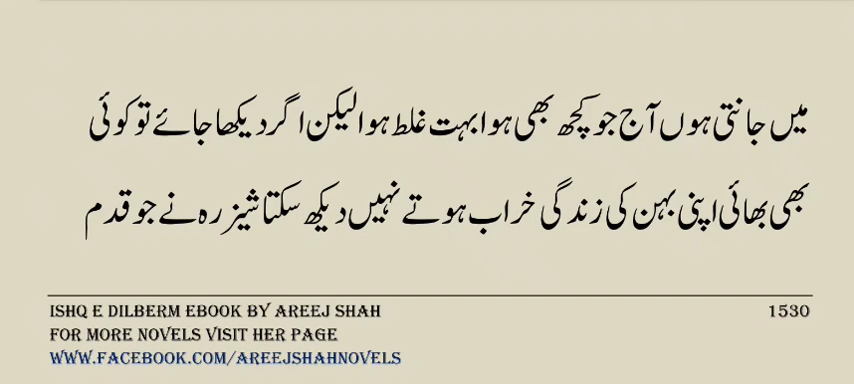 میں جانتی ہوں آج جو کچھ بھی ہوا بہت غلط ہوا لیکن اگر دیکھا جائے تو کوئی
بھی بھائی اپنی بہن کی زندگی خراب ہوتے نہیں دیکھ سکتا شیزرہ نے جو قدم
ISHQ E DILBERM EBOOK BY AREEJ SHAH
1530
FOR MORE NOVELS VISIT HER PAGE
WWW.FACEBOOK.COM/AREEJSHAHNOVELS